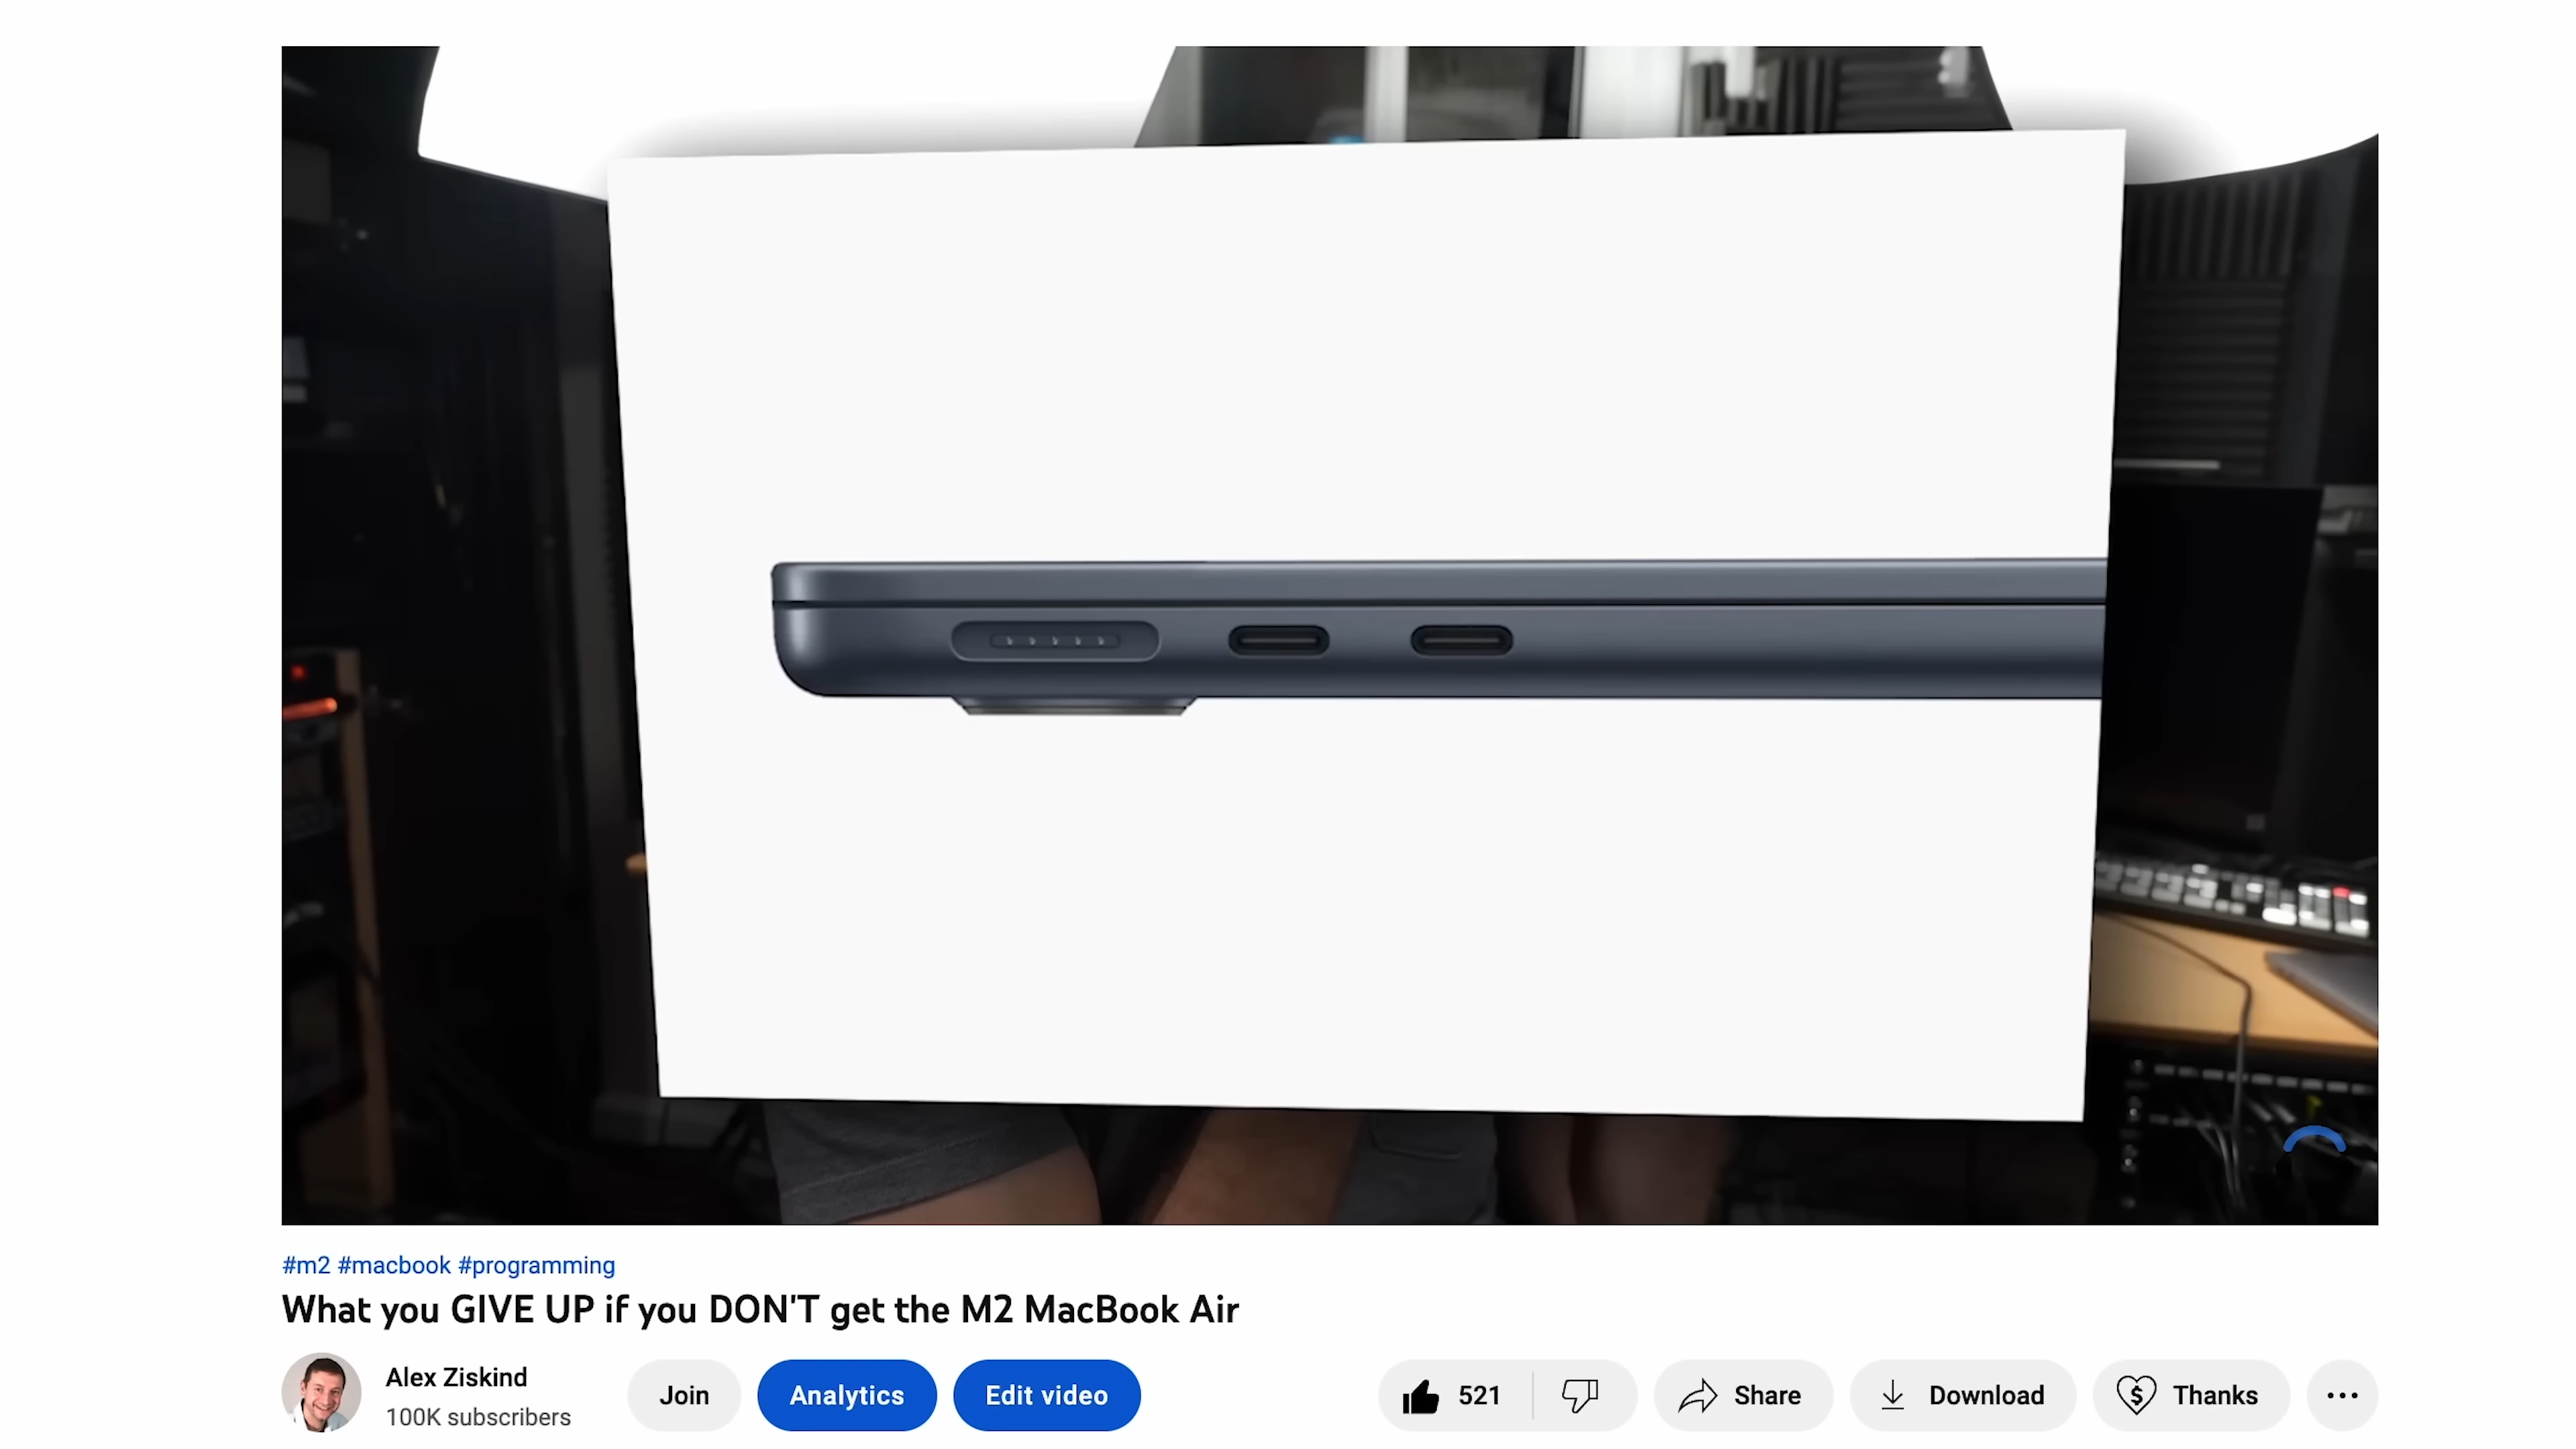 #m2 #macbook #programming
What you GIVE UP if you DON'T get the M2 MacBook Air
Alex Ziskind
100K subscribers
Join
Analytics
Edit video
521
Share
Download
Thanks